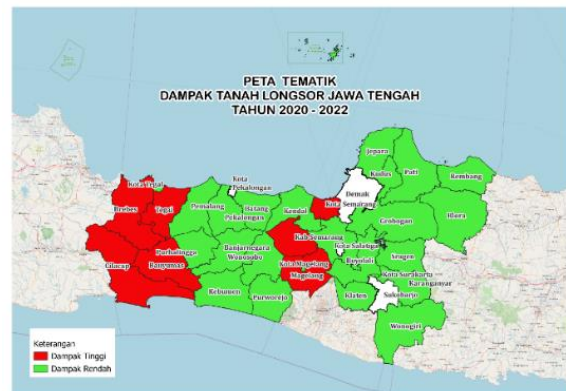 PETA TEMATIK
DAMPAK TANAH LONGSOR JAWA TENGAH
TAHUN 2020 - 2022
Jepara
Kudus
Pati
Rembang
Kota Tegal
Kota
Pekalongan
Demak
Brebes
Tegal
Pemalang
Batang
Pekalongan
Kendal
Kota Semarang
Grobogan
Blora
Purbalingga
Banjarnegara
Wonosobo
Kab Semarang
Kota Salatiga
Cilacap
Banyumas
Kota Magelang
Magelang
Boyolali
Sragen
Kota Surakarta
Karanganyar
Kebumen
Purworejo
Klaten
Sukoharjo
Wonogiri
Keterangan
Dampak Tinggi
Dampak Rendah